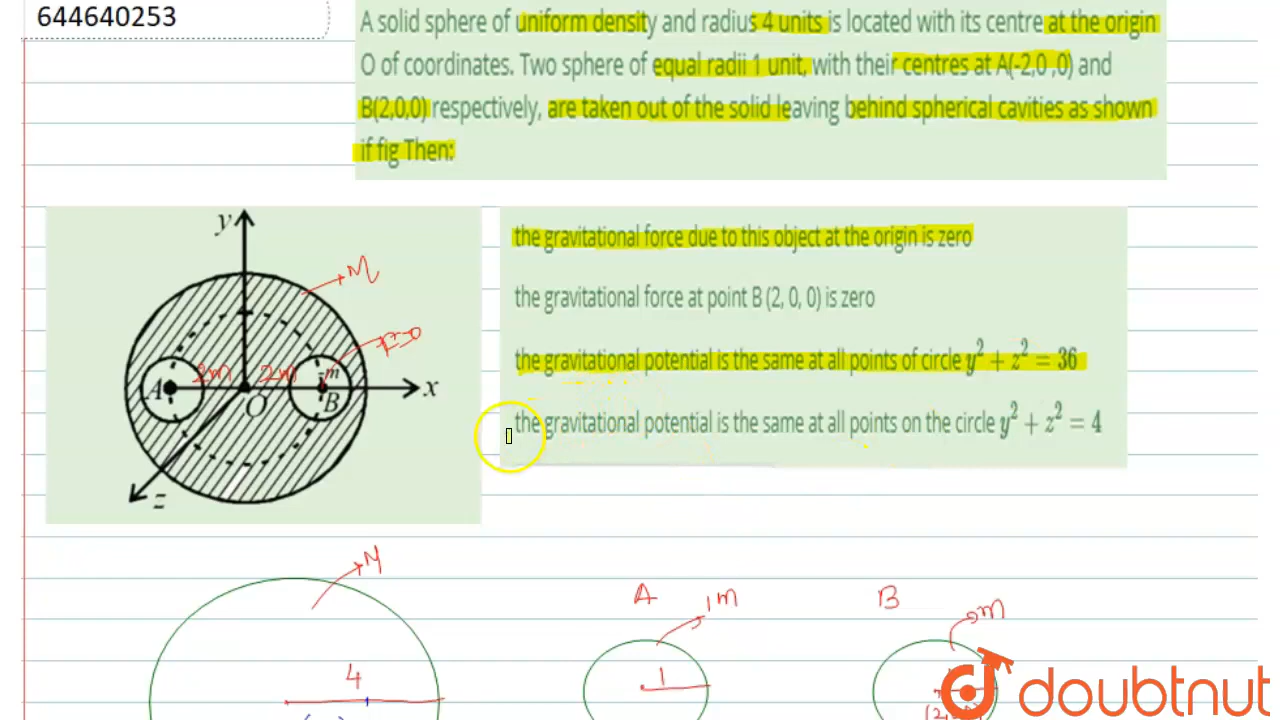 644640253
A solid sphere of uniform density and radius 4 units is located with its centre at the origin
O of coordinates. Two sphere of equal radii 1 unit, with their centres at A(-2,0 ,0) and
B(2,0,0) respectively, are taken out of the solid leaving behind spherical cavities as shown
if fig Then:
y
M
E=0
A
2m
2m
O
m
B
x
z
the gravitational force due to this object at the origin is zero
the gravitational force at point B (2, 0, 0) is zero
the gravitational potential is the same at all points of circle y² + z² = 36
the gravitational potential is the same at all points on the circle y² + z² = 4
M
4
A
1m
1
B
m
doubtnut